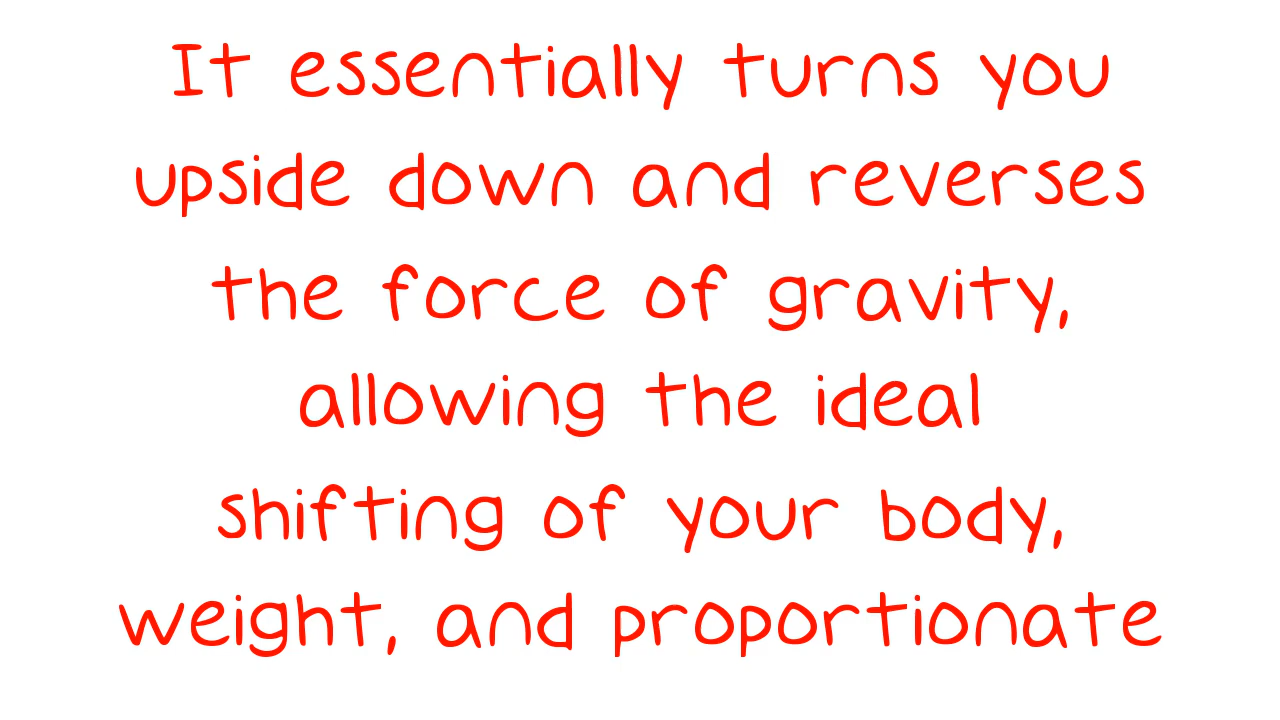 It essentially turns you
upside down and reverses
the force of gravity,
allowing the ideal
shifting of your body,
weight, and proportionate